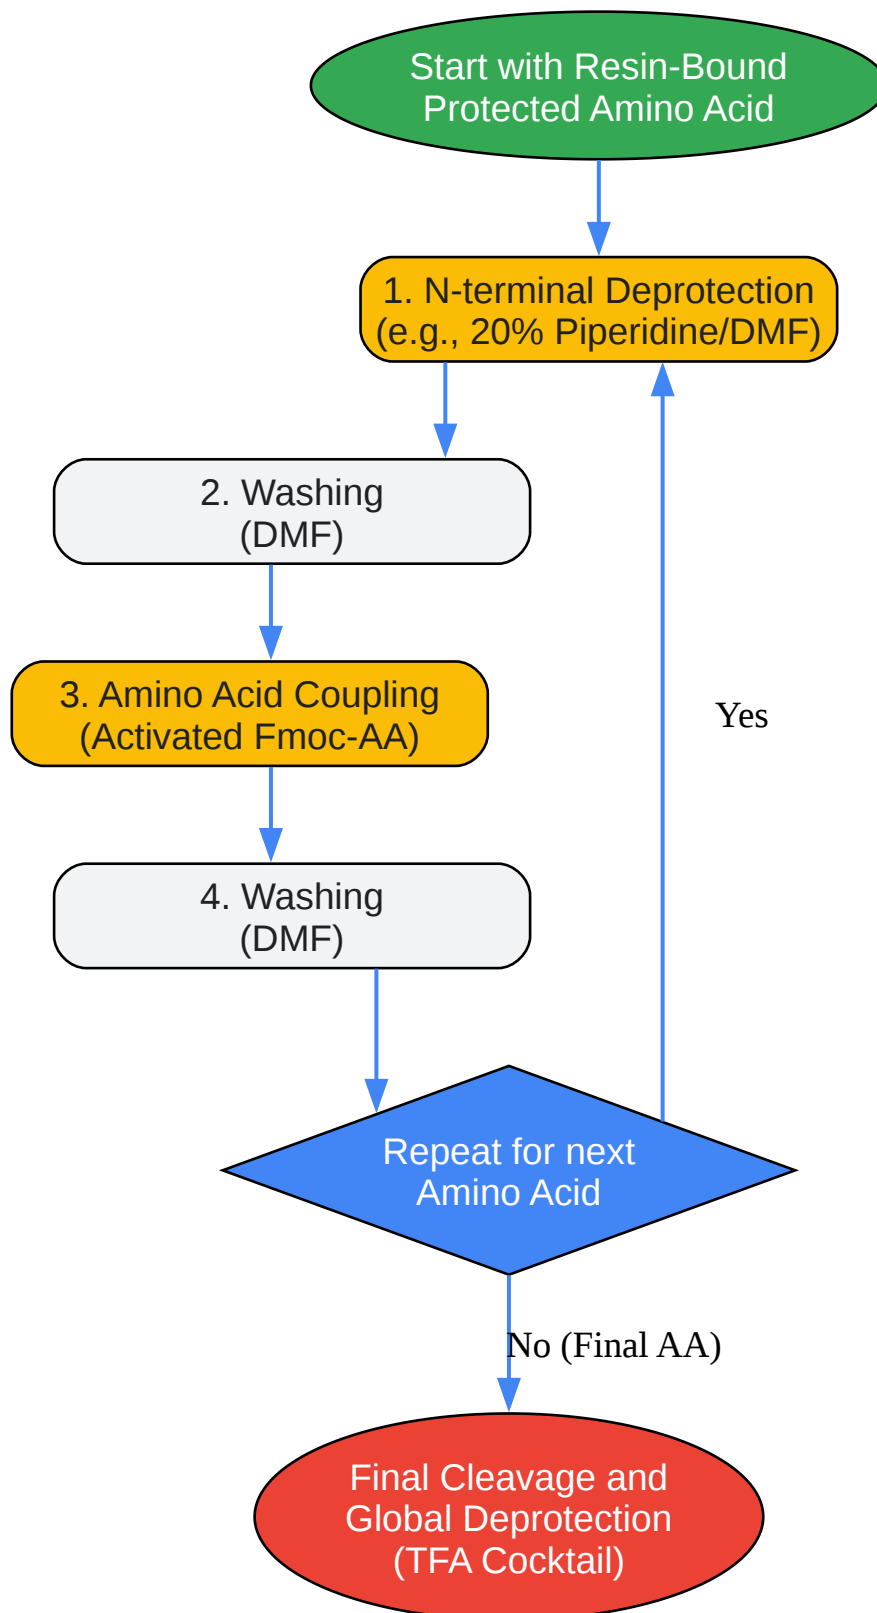 Start with Resin-Bound
Protected Amino Acid
1. N-terminal Deprotection
(e.g., 20% Piperidine/DMF)
2. Washing
(DMF)
3. Amino Acid Coupling
(Activated Fmoc-AA)
Yes
4. Washing
(DMF)
Repeat for next
Amino Acid
No (Final AA)
Final Cleavage and
Global Deprotection
(TFA Cocktail)